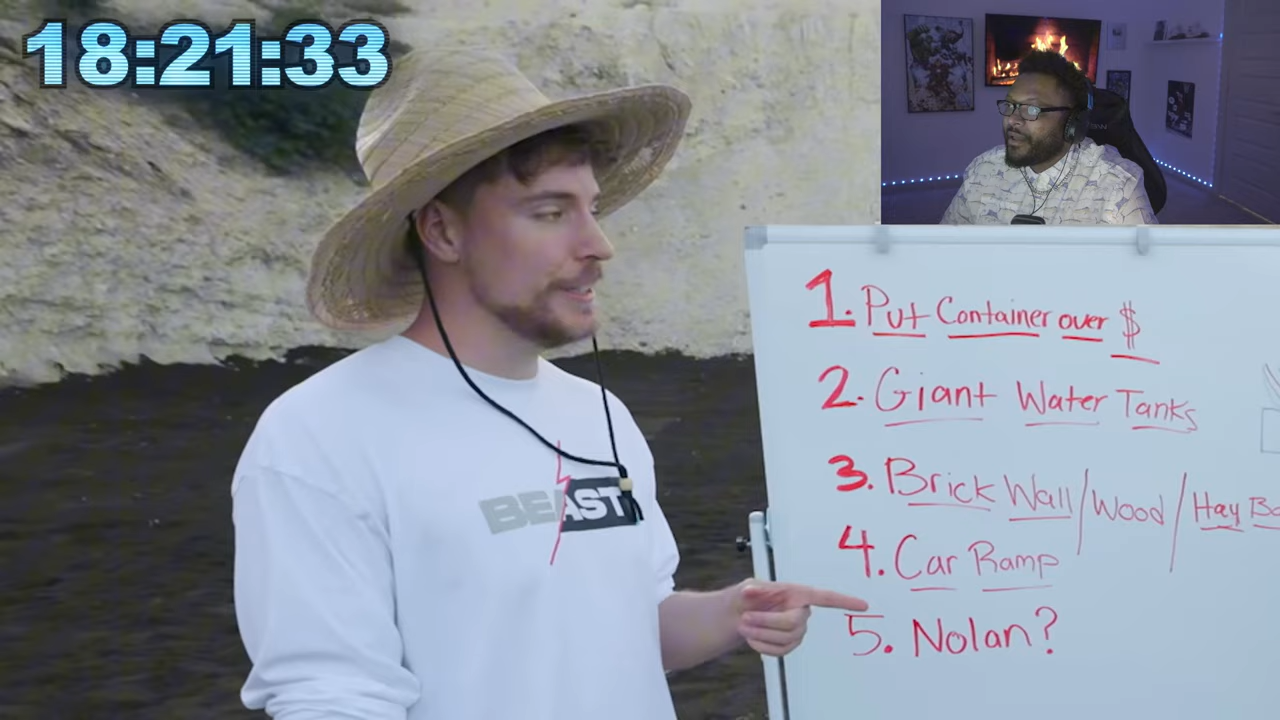 18:21:33
1. Put Container over $
2. Giant Water Tanks
3. Brick Wall/Wood/Hay
4. Car Ramp
5. Nolan?
BEAST